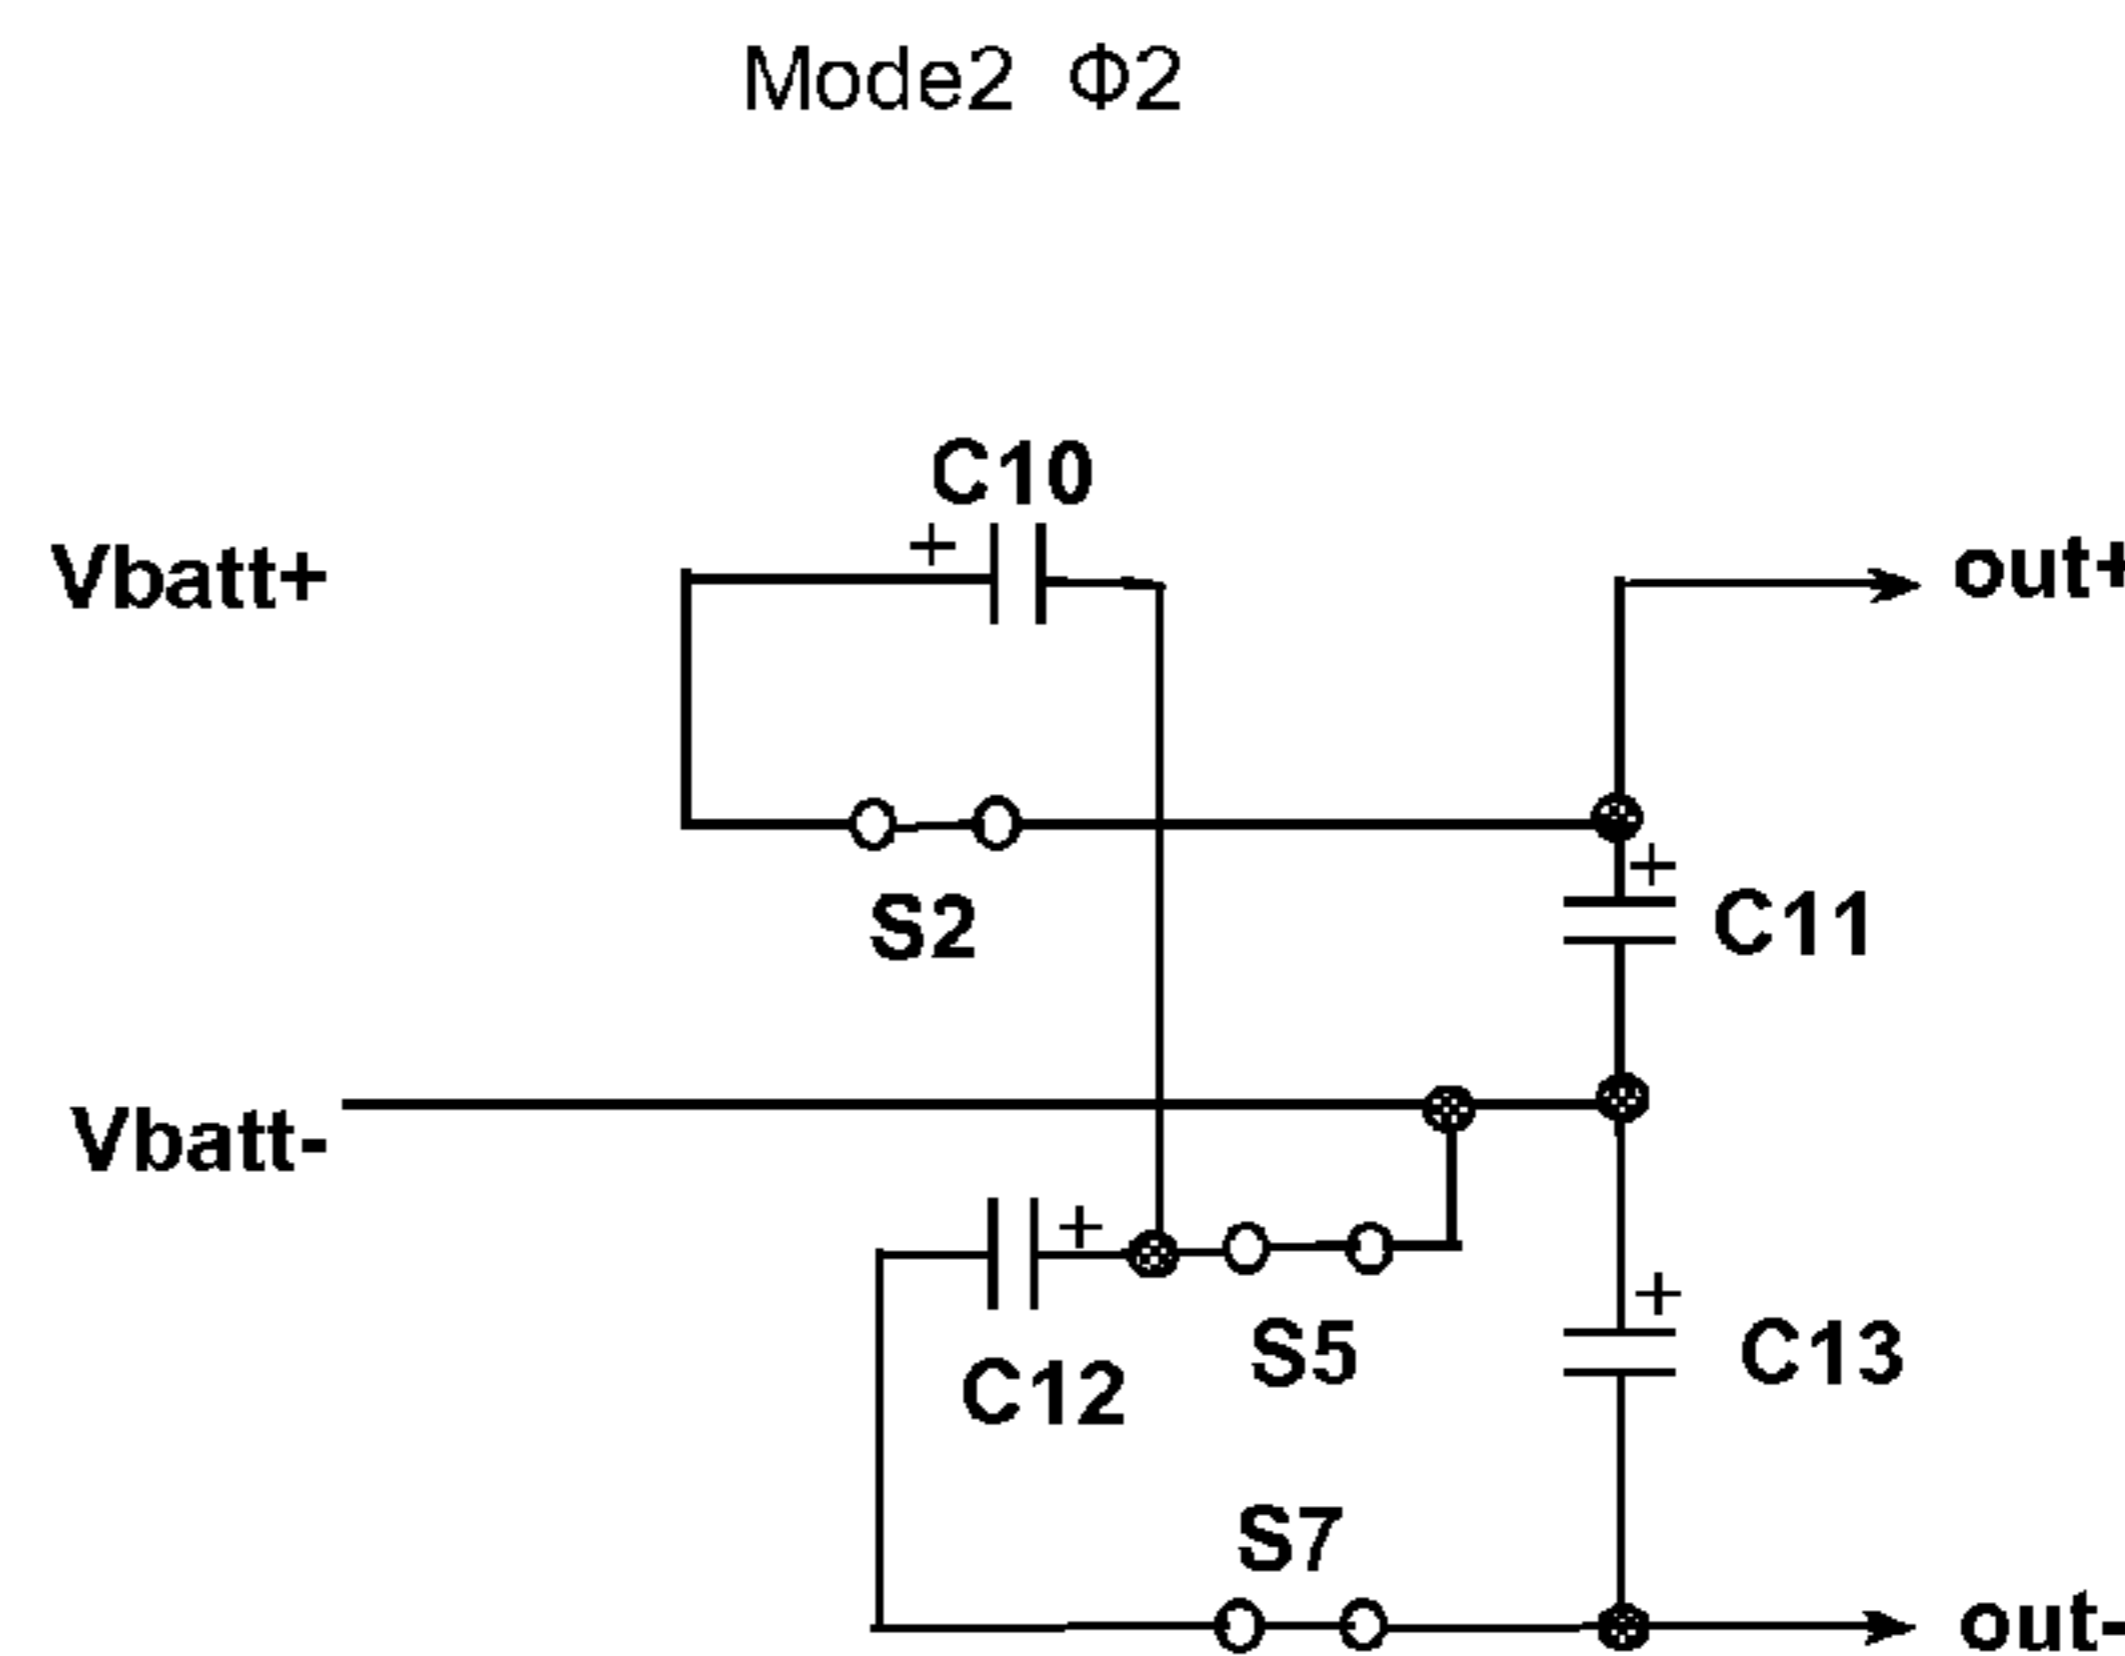 Mode2 Φ2
C10
+
Vbatt+
out+
+
S2
C11
Vbatt-
+
+
S5
C13
C12
S7
out-